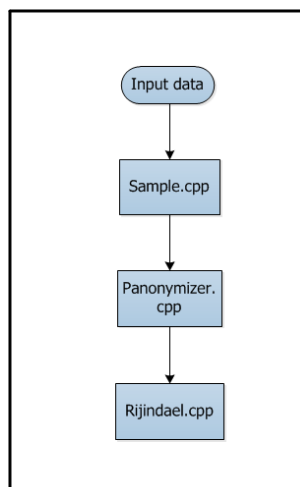 Input data
Sample.cpp
Panonymizer.
cpp
Rijindael.cpp